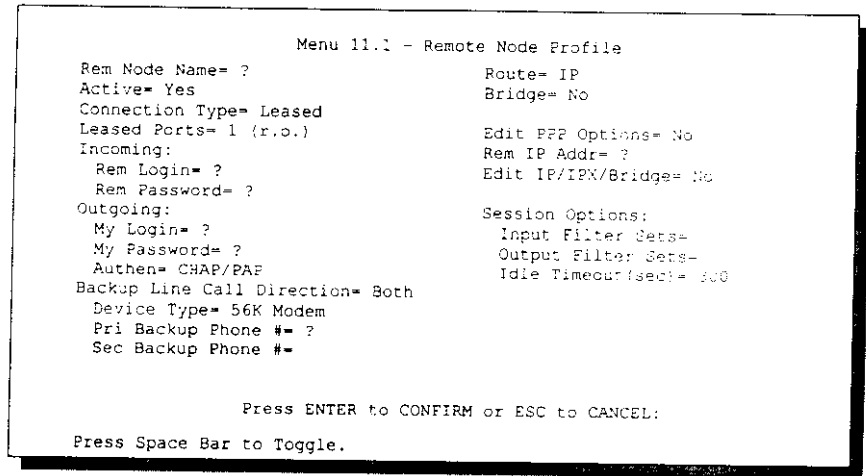 Menu 11.1 - Remote Node Profile
Rem Node Name= ?
Active= Yes
Connection Type= Leased
Leased Ports= 1 (r.o.)
Incoming:
Rem Login= ?
Rem Password= ?
Outgoing:
My Login= ?
My Password= ?
Authen= CHAP/PAP
Backup Line Call Direction= Both
Device Type= 56K Modem
Pri Backup Phone #= ?
Sec Backup Phone #=
Route= IP
Bridge= No
Edit PPP Options= No
Rem IP Addr= ?
Edit IP/IPX/Bridge= No
Session Options:
Input Filter Sets=
Output Filter Sets=
Idle Timeout(sec)= 300
Press ENTER to CONFIRM or ESC to CANCEL:
Press Space Bar to Toggle.